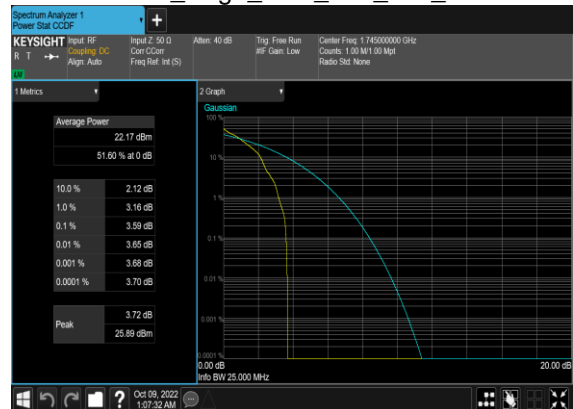 Spectrum Analyzer 1
Power Stat CCDF
KEYSIGHT
R T
LXI
Input: RF
Coupling: DC
Align: Auto
Input Z: 50 Ω
Corr CCorr
Freq Ref: Int (S)
Atten: 40 dB
Trig: Free Run
#IF Gain: Low
Center Freq: 1.745000000 GHz
Counts: 1.00 M/1.00 Mpt
Radio Std: None
1 Metrics
Average Power
22.17 dBm
51.60 % at 0 dB
10.0 % 2.12 dB
1.0 % 3.16 dB
0.1 % 3.59 dB
0.01 % 3.65 dB
0.001 % 3.68 dB
0.0001 % 3.70 dB
Peak
3.72 dB
25.89 dBm
2 Graph
Gaussian
100 %
10 %
1 %
0.1 %
0.01 %
0.001 %
0.0001 %
0.00 dB
20.00 dB
Info BW 25.000 MHz
?
Oct 09, 2022
1:07:32 AM